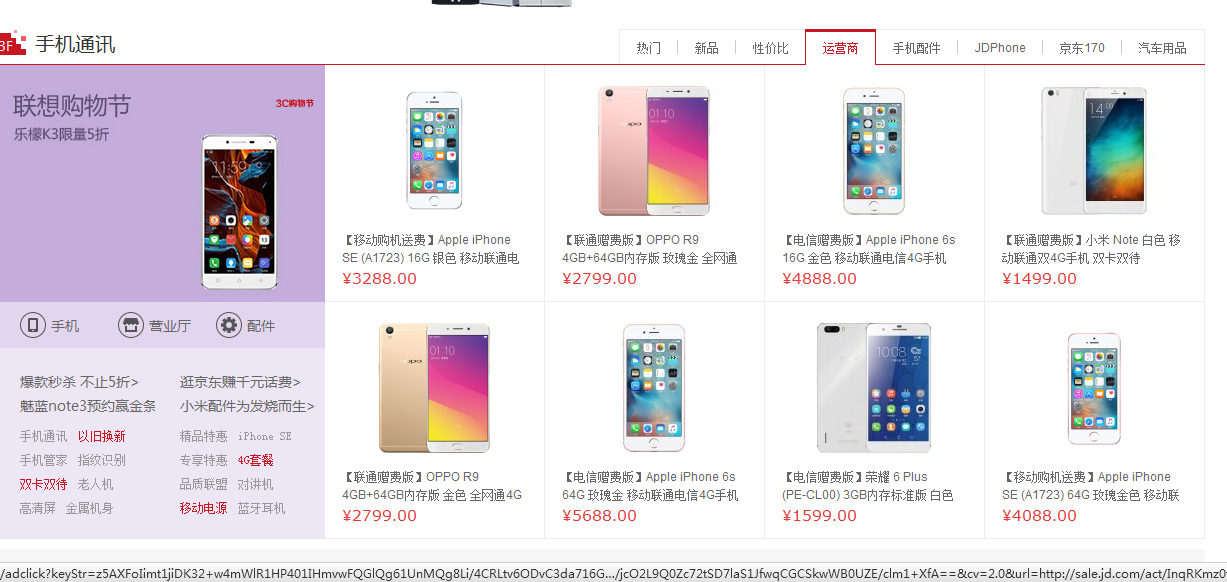 3F 手机通讯
热门 新品 性价比 运营商 手机配件 JDPhone 京东170 汽车用品
联想购物节
3C购物节
乐檬K3限量5折
手机 营业厅 配件
爆款秒杀 不止5折>
逛京东赚千元话费>
魅蓝note3预约赢金条
小米配件为发烧而生>
手机通讯 以旧换新
精品特惠 iPhone SE
手机管家 指纹识别
专享特惠 4G套餐
双卡双待 老人机
品质联盟 对讲机
高清屏 金属机身
移动电源 蓝牙耳机
【移动购机送费】Apple iPhone
SE (A1723) 16G 银色 移动联通电
¥3288.00
【联通赠费版】OPPO R9
4GB+64GB内存版 玫瑰金 全网通
¥2799.00
【电信赠费版】Apple iPhone 6s
16G 金色 移动联通电信4G手机
¥4888.00
【联通赠费版】小米 Note 白色 移
动联通双4G手机 双卡双待
¥1499.00
【联通赠费版】OPPO R9
4GB+64GB内存版 金色 全网通4G
¥2799.00
【电信赠费版】Apple iPhone 6s
64G 玫瑰金 移动联通电信4G手机
¥5688.00
【电信赠费版】荣耀 6 Plus
(PE-CL00) 3GB内存标准版 白色
¥1599.00
【移动购机送费】Apple iPhone
SE (A1723) 64G 玫瑰金色 移动联
¥4088.00
/adclick?keyStr=z5AXFoIimt1jiDK32+w4mWlR1HP401IHmvwFQGlQg61UnMQg8Li/4CRLtv6ODvC3da716G.../jcO2L9Q0Zc72tSD7laS1JfwqCGCSkwWB0UZE/clm1+XfA==&cv=2.0&url=http://sale.jd.com/act/InqRKmz0